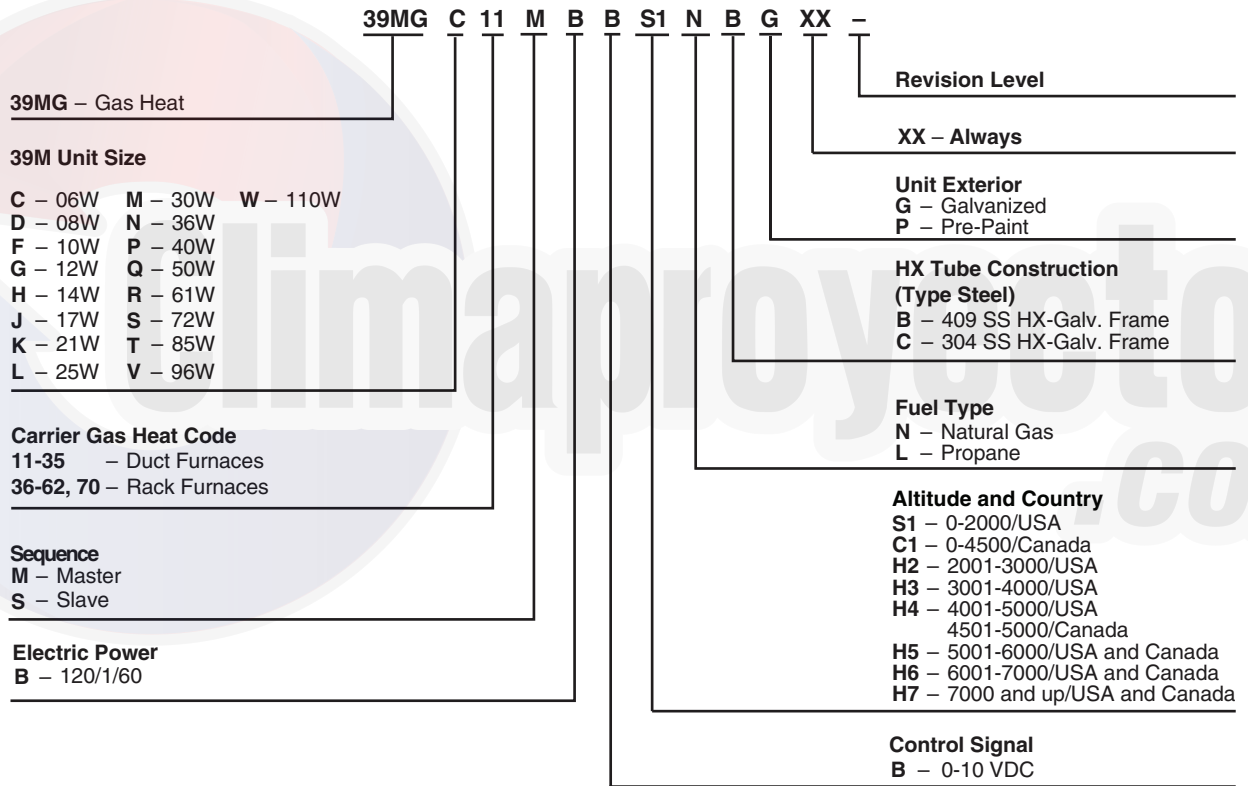 39MG C 11 M B B S1 N B G XX –
39MG – Gas Heat
39M Unit Size
C – 06W M – 30W W – 110W
D – 08W N – 36W
F – 10W P – 40W
G – 12W Q – 50W
H – 14W R – 61W
J – 17W S – 72W
K – 21W T – 85W
L – 25W V – 96W
Carrier Gas Heat Code
11-35 – Duct Furnaces
36-62, 70 – Rack Furnaces
Sequence
M – Master
S – Slave
Electric Power
B – 120/1/60
Revision Level
XX – Always
Unit Exterior
G – Galvanized
P – Pre-Paint
HX Tube Construction
(Type Steel)
B – 409 SS HX-Galv. Frame
C – 304 SS HX-Galv. Frame
Fuel Type
N – Natural Gas
L – Propane
Altitude and Country
S1 – 0-2000/USA
C1 – 0-4500/Canada
H2 – 2001-3000/USA
H3 – 3001-4000/USA
H4 – 4001-5000/USA
4501-5000/Canada
H5 – 5001-6000/USA and Canada
H6 – 6001-7000/USA and Canada
H7 – 7000 and up/USA and Canada
Control Signal
B – 0-10 VDC
Climaproyecto
.co